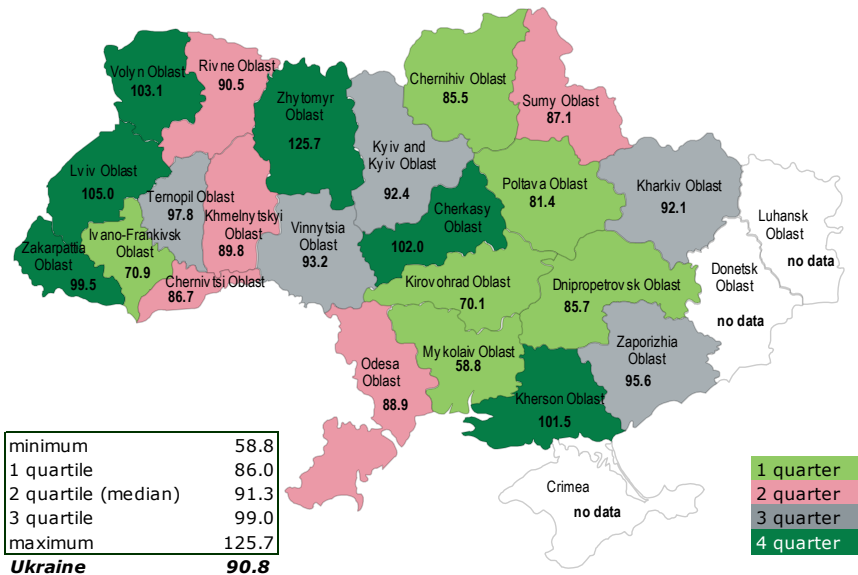 Volyn Oblast
103.1
Rivne Oblast
90.5
Zhytomyr
Oblast
125.7
Chernihiv Oblast
85.5
Sumy Oblast
87.1
Kyiv and
Kyiv Oblast
92.4
Lviv Oblast
105.0
Ternopil Oblast
97.8
Khmelnytskyi
Oblast
89.8
Vinnytsia
Oblast
93.2
Cherkasy
Oblast
102.0
Poltava Oblast
81.4
Kharkiv Oblast
92.1
Luhansk
Oblast
no data
Zakarpattia
Oblast
99.5
Ivano-Frankivsk
Oblast
70.9
Chernivtsi Oblast
86.7
Kirovohrad Oblast
70.1
Dnipropetrovsk Oblast
85.7
Donetsk
Oblast
no data
Odesa
Oblast
88.9
Mykolaiv Oblast
58.8
Zaporizhia
Oblast
95.6
Kherson Oblast
101.5
Crimea
no data
minimum 58.8
1 quartile 86.0
2 quartile (median) 91.3
3 quartile 99.0
maximum 125.7
Ukraine 90.8
1 quarter
2 quarter
3 quarter
4 quarter